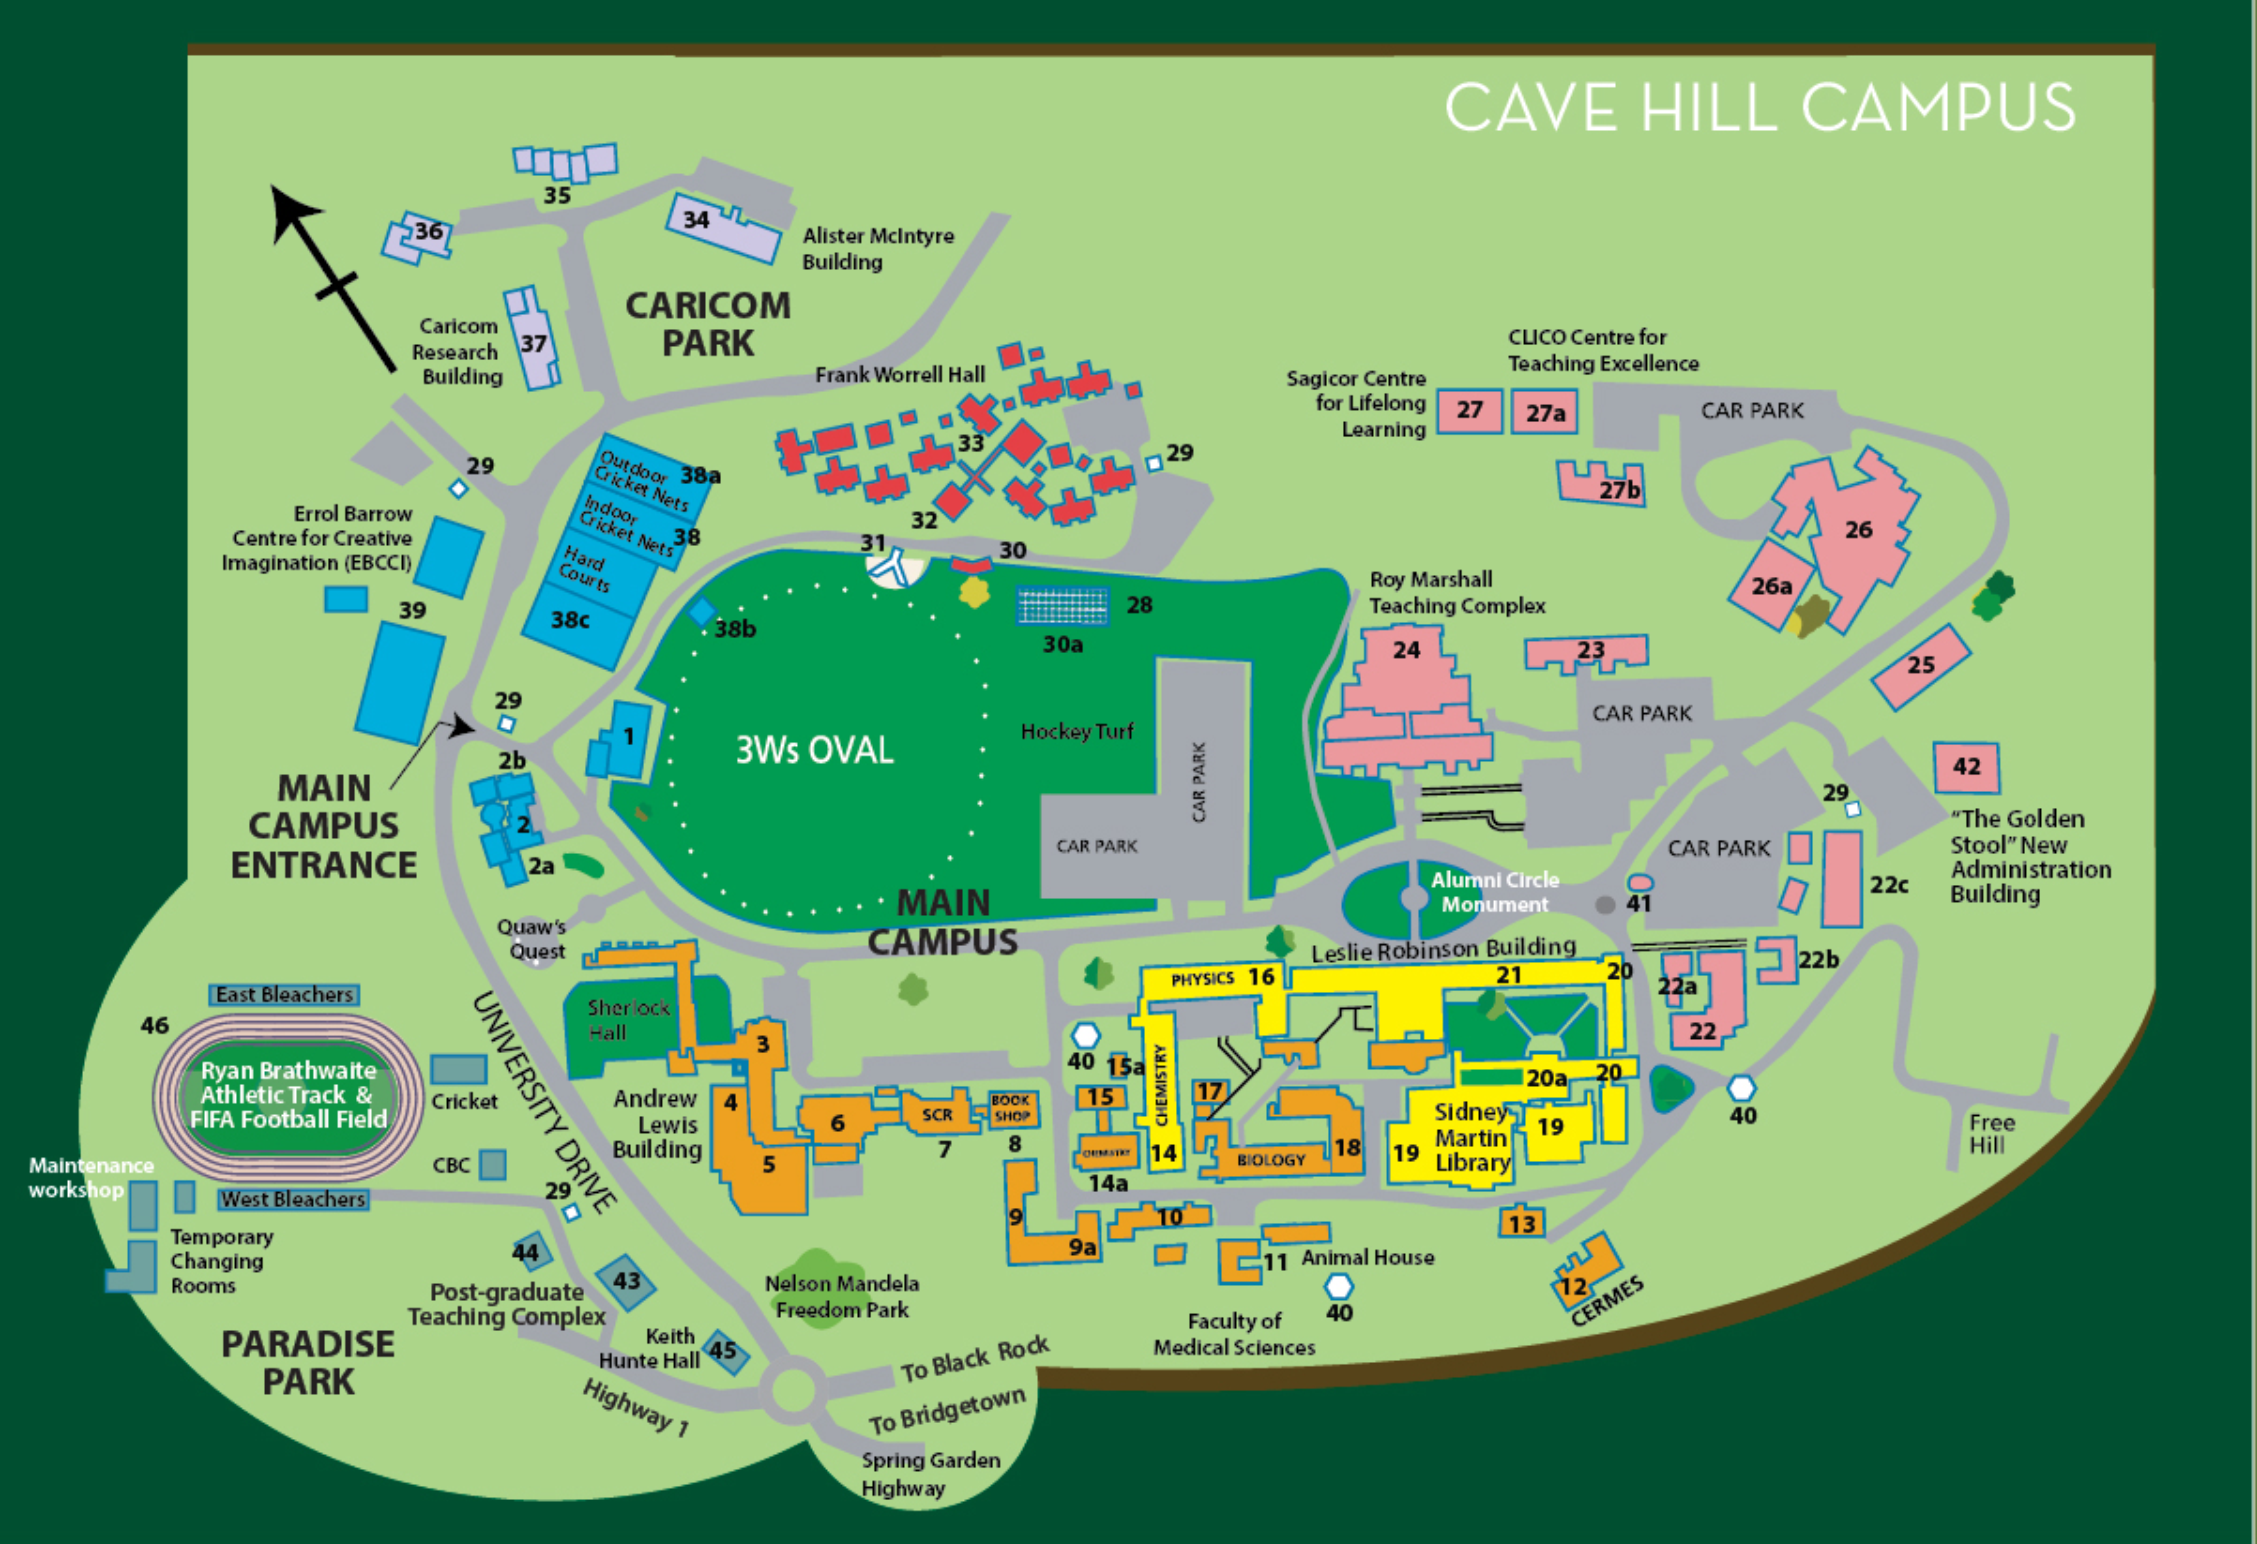 CAVE HILL CAMPUS
35
34
36
Alister McIntyre
Building
CARICOM
PARK
Caricom
Research
Building
37
Frank Worrell Hall
33
32
29
CLICO Centre for
Teaching Excellence
Sagicor Centre
for Lifelong
Learning
27
27a
CAR PARK
27b
26
26a
25
29
Outdoor
Cricket Nets
38a
Indoor
Cricket Nets
38
Hard
Courts
38c
Errol Barrow
Centre for Creative
Imagination (EBCCI)
39
31
30
38b
28
30a
Roy Marshall
Teaching Complex
24
23
CAR PARK
29
1
3Ws OVAL
Hockey Turf
CAR PARK
CAR PARK
2b
2
2a
MAIN
CAMPUS
ENTRANCE
42
29
"The Golden
Stool" New
Administration
Building
CAR PARK
22c
Alumni Circle
Monument
41
MAIN
CAMPUS
Quaw's
Quest
Leslie Robinson Building
PHYSICS
16
21
20
22a
22b
22
East Bleachers
46
Ryan Brathwaite
Athletic Track &
FIFA Football Field
Cricket
CBC
West Bleachers
Maintenance
workshop
Temporary
Changing
Rooms
UNIVERSITY DRIVE
29
Sherlock
Hall
3
Andrew
Lewis
Building
4
5
6
SCR
7
BOOK
SHOP
8
40
15a
15
CHEMISTRY
CHEMISTRY
14
14a
17
BIOLOGY
18
20a
20
Sidney
Martin
Library
19
19
40
Free
Hill
9
9a
10
11
Animal House
40
13
12
CERMES
Faculty of
Medical Sciences
44
43
Post-graduate
Teaching Complex
Nelson Mandela
Freedom Park
Keith
Hunte Hall
45
PARADISE
PARK
Highway 1
To Black Rock
To Bridgetown
Spring Garden
Highway